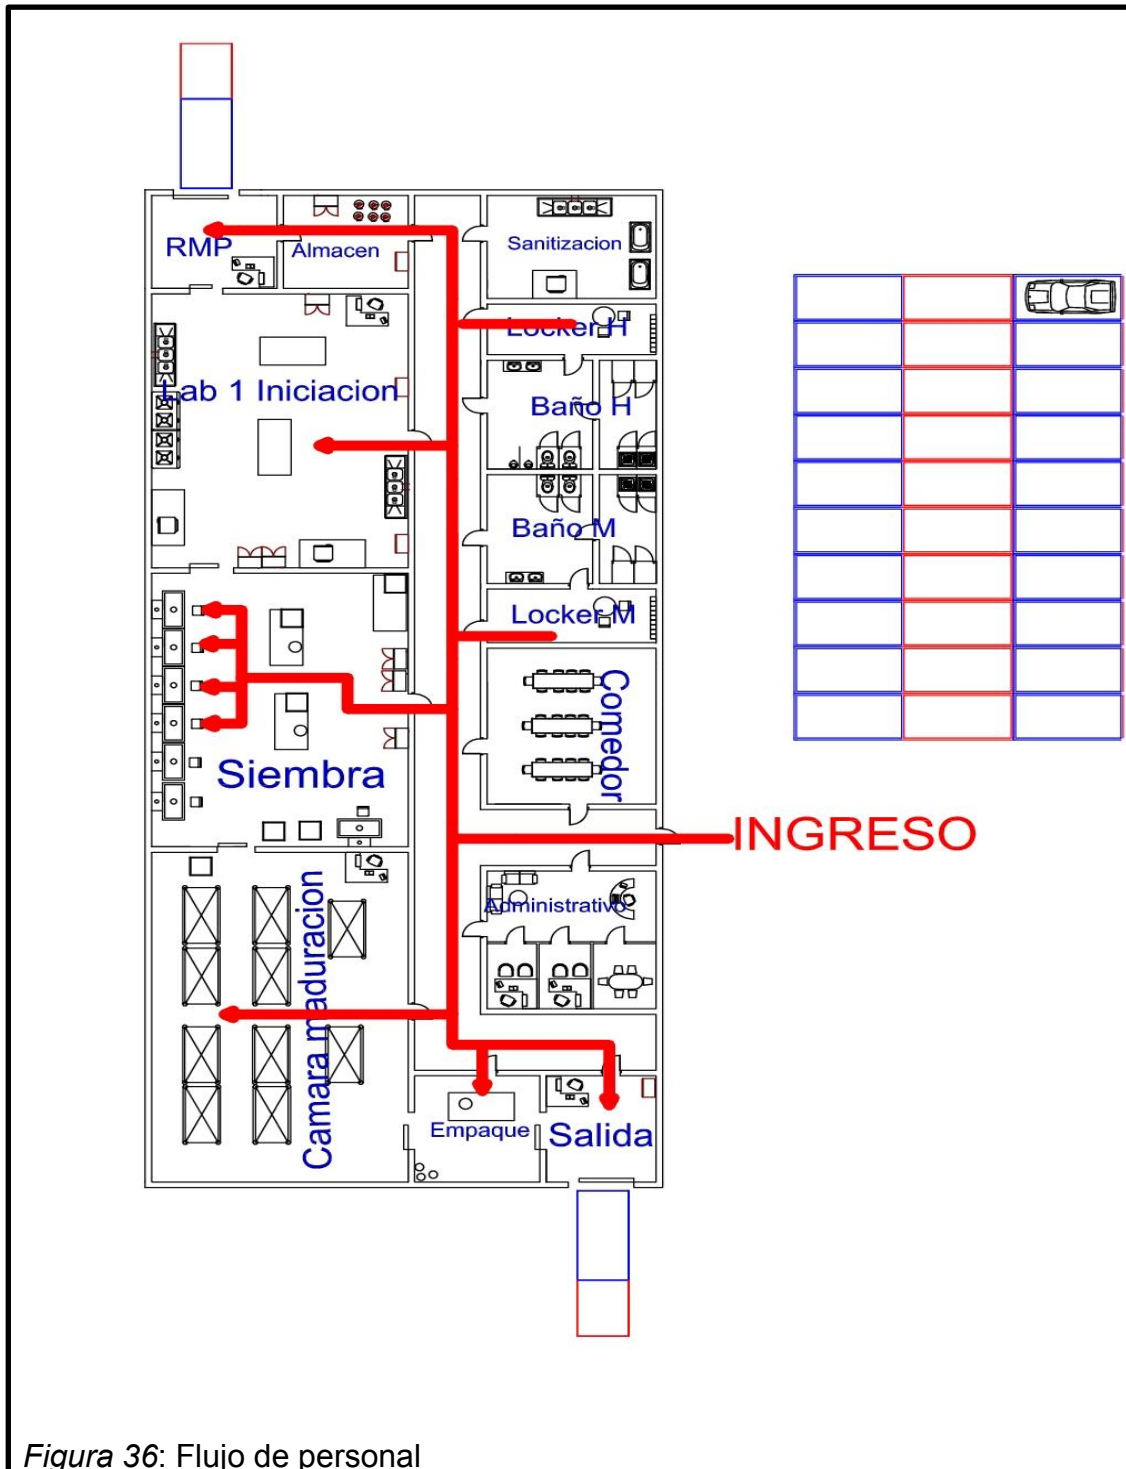 RMP
Almacen
Sanitizacion
Locker H
Lab 1 Iniciacion
Baño H
Baño M
Locker M
Comedor
Siembra
INGRESO
Camara maduracion
Administrativo
Empaque
Salida
Figura 36: Flujo de personal